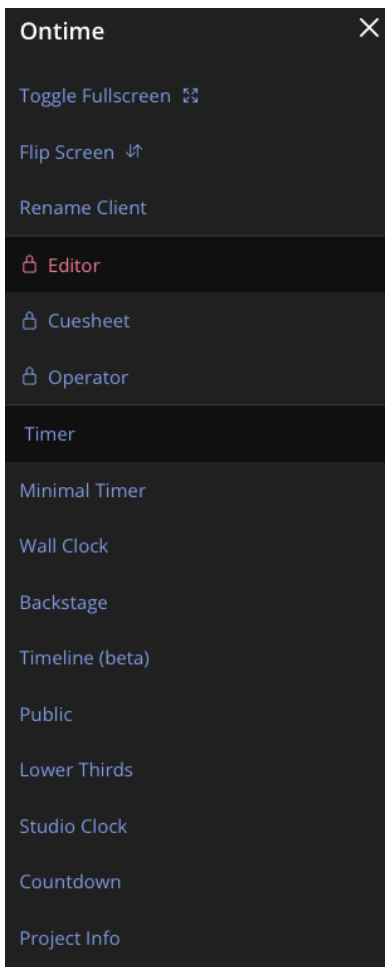 Ontime
Toggle Fullscreen
Flip Screen
Rename Client
Editor
Cuesheet
Operator
Timer
Minimal Timer
Wall Clock
Backstage
Timeline (beta)
Public
Lower Thirds
Studio Clock
Countdown
Project Info